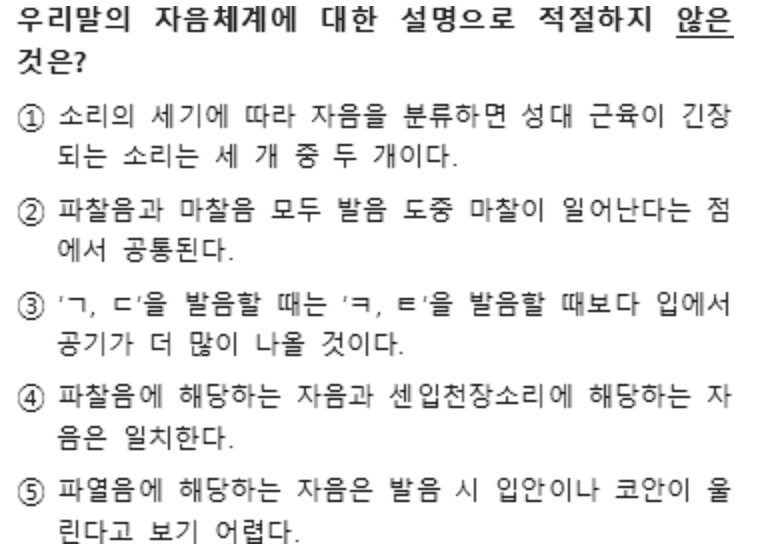 우리말의 자음체계에 대한 설명으로 적절하지 않은
것은?
① 소리의 세기에 따라 자음을 분류하면 성대 근육이 긴장
되는 소리는 세 개 중 두 개이다.
② 파찰음과 마찰음 모두 발음 도중 마찰이 일어난다는 점
에서 공통된다.
③ ‘ㄱ, ㄷ’을 발음할 때는 ‘ㅋ, ㅌ’을 발음할 때보다 입에서
공기가 더 많이 나올 것이다.
④ 파찰음에 해당하는 자음과 센입천장소리에 해당하는 자
음은 일치한다.
⑤ 파열음에 해당하는 자음은 발음 시 입안이나 코안이 울
린다고 보기 어렵다.